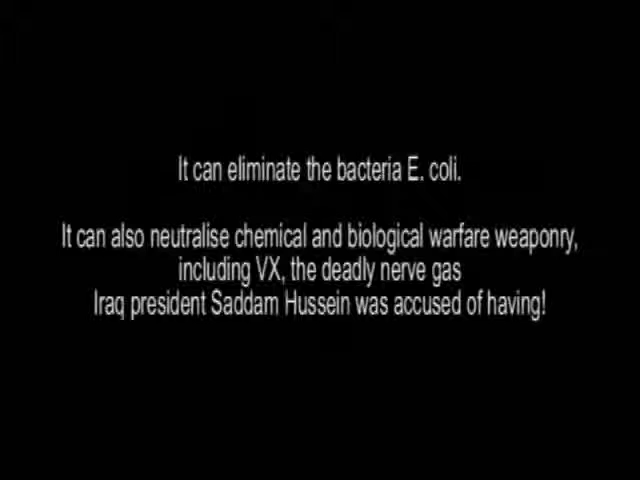 It can eliminate the bacteria E. coli.
It can also neutralise chemical and biological warfare weaponry,
including VX, the deadly nerve gas
Iraq president Saddam Hussein was accused of having!